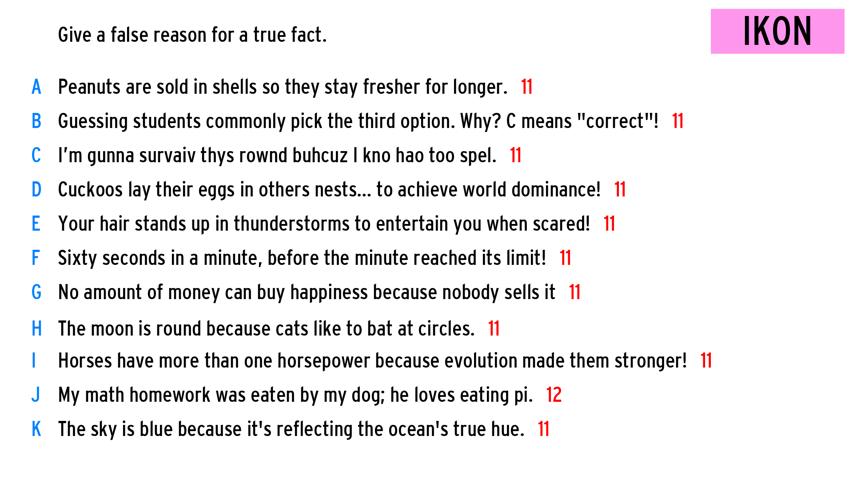 Give a false reason for a true fact.
IKON
A Peanuts are sold in shells so they stay fresher for longer. 11
B Guessing students commonly pick the third option. Why? C means "correct"! 11
C I'm gunna survaiv thys rownd buhcuz I kno hao too spel. 11
D Cuckoos lay their eggs in others nests... to achieve world dominance! 11
E Your hair stands up in thunderstorms to entertain you when scared! 11
F Sixty seconds in a minute, before the minute reached its limit! 11
G No amount of money can buy happiness because nobody sells it 11
H The moon is round because cats like to bat at circles. 11
I Horses have more than one horsepower because evolution made them stronger! 11
J My math homework was eaten by my dog; he loves eating pi. 12
K The sky is blue because it's reflecting the ocean's true hue. 11